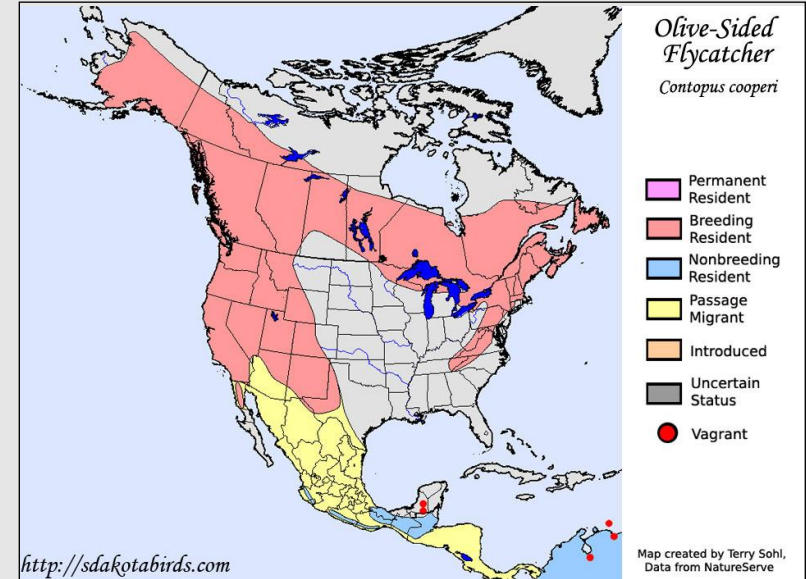 Olive-Sided
Flycatcher
Contopus cooperi
Permanent
Resident
Breeding
Resident
Nonbreeding
Resident
Passage
Migrant
Introduced
Uncertain
Status
Vagrant
Map created by Terry Sohl,
Data from NatureServe
http://sdakotabirds.com